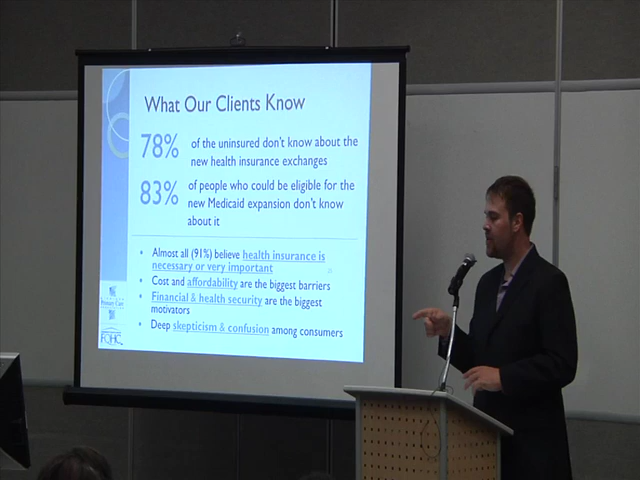 What Our Clients Know
78% of the uninsured don't know about the
new health insurance exchanges
83% of people who could be eligible for the
new Medicaid expansion don't know
about it
• Almost all (91%) believe health insurance is
necessary or very important
• Cost and affordability are the biggest barriers
• Financial & health security are the biggest
motivators
• Deep skepticism & confusion among consumers
Primary Care
FQHC